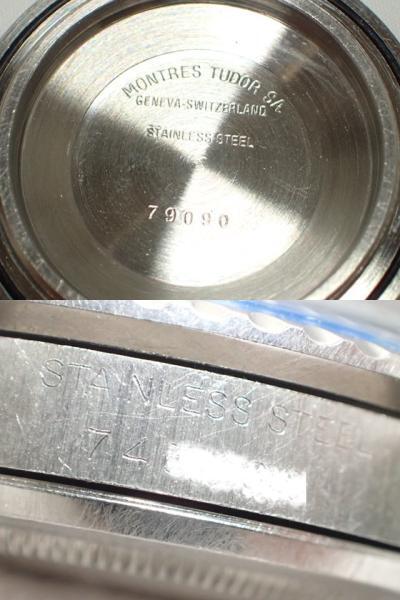 MONTRES TUDOR SA
GENEVA-SWITZERLAND
STAINLESS STEEL
79090
STAINLESS STEEL
74